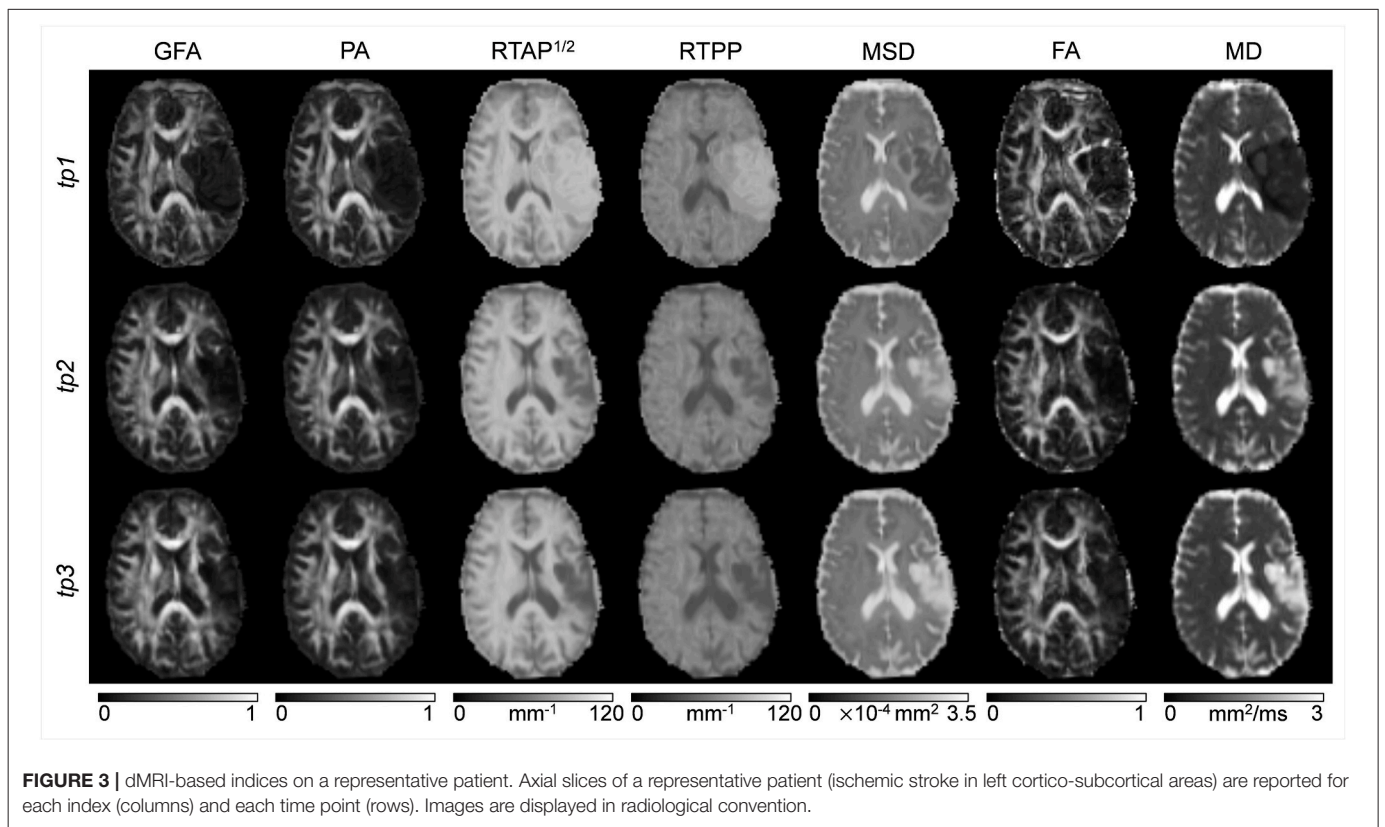 GFA PA RTAP1/2 RTPP MSD FA MD
tp1
tp2
tp3
0 1 0 1 0 mm-1 120 0 mm-1 120 0 ×10-4 mm2 3.5 0 1 0 mm2/ms 3
FIGURE 3 | dMRI-based indices on a representative patient. Axial slices of a representative patient (ischemic stroke in left cortico-subcortical areas) are reported for
each index (columns) and each time point (rows). Images are displayed in radiological convention.